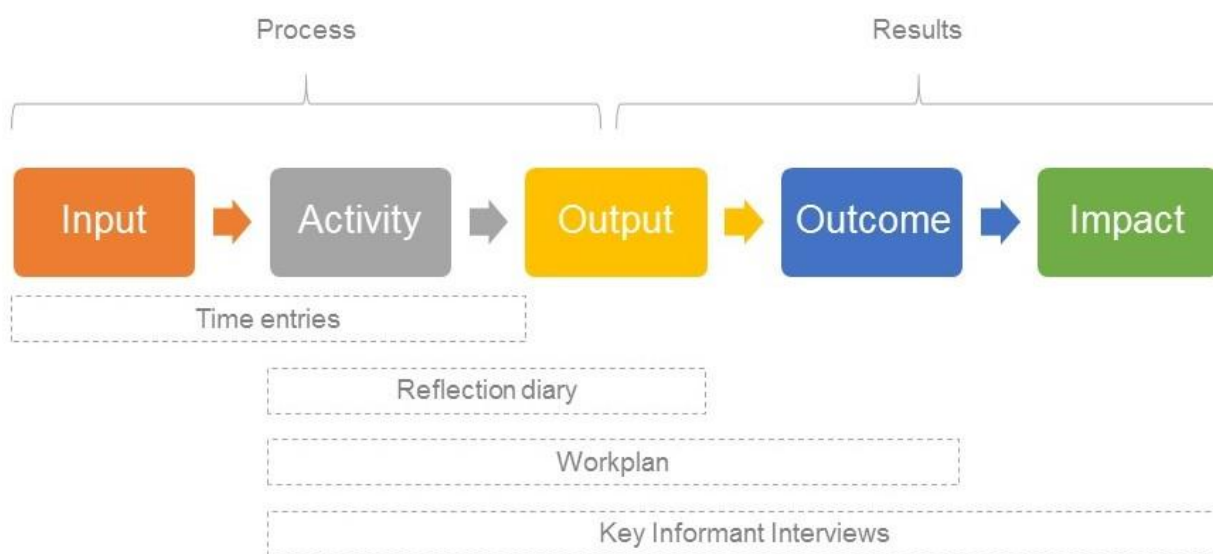 Process
Results
Input
Activity
Output
Outcome
Impact
Time entries
Reflection diary
Workplan
Key Informant Interviews